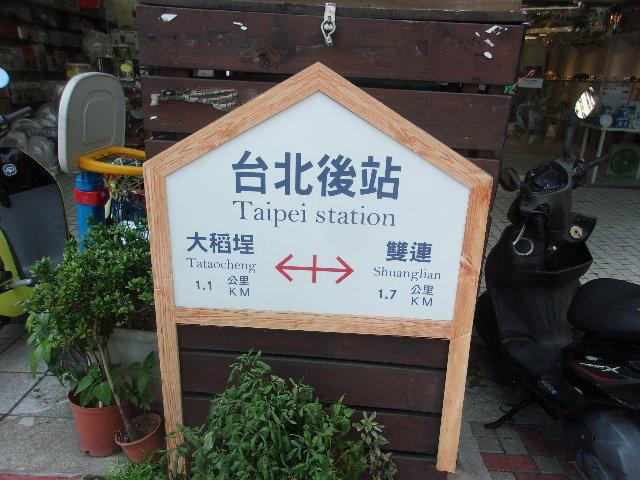 台北後站
Taipei station
大稻埕 雙連
Tataocheng Shuanglian
1.1 公里 KM 1.7 公里 KM